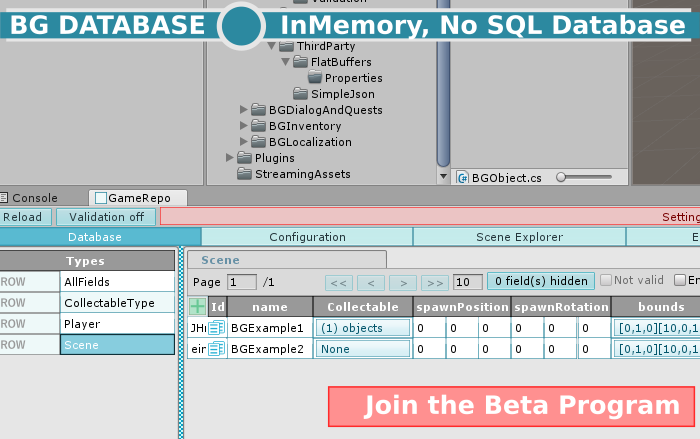 BG DATABASE InMemory, No SQL Database
ThirdParty
FlatBuffers
Properties
SimpleJson
BGDialogAndQuests
BGInventory
BGLocalization
Plugins
StreamingAssets
BGObject.cs
Console GameRepo
Reload Validation off Setting
Database Configuration Scene Explorer E
Types
ROW AllFields
ROW CollectableType
ROW Player
ROW Scene
Scene
Page 1 /1 << < > >> 10 0 field(s) hidden Not valid En
Id name Collectable spawnPosition spawnRotation bounds
BGExample1 (1) objects 0 0 0 0 0 0 [0,1,0][10,0,1
BGExample2 None 0 0 0 0 0 0 [0,1,0][10,0,1
Join the Beta Program